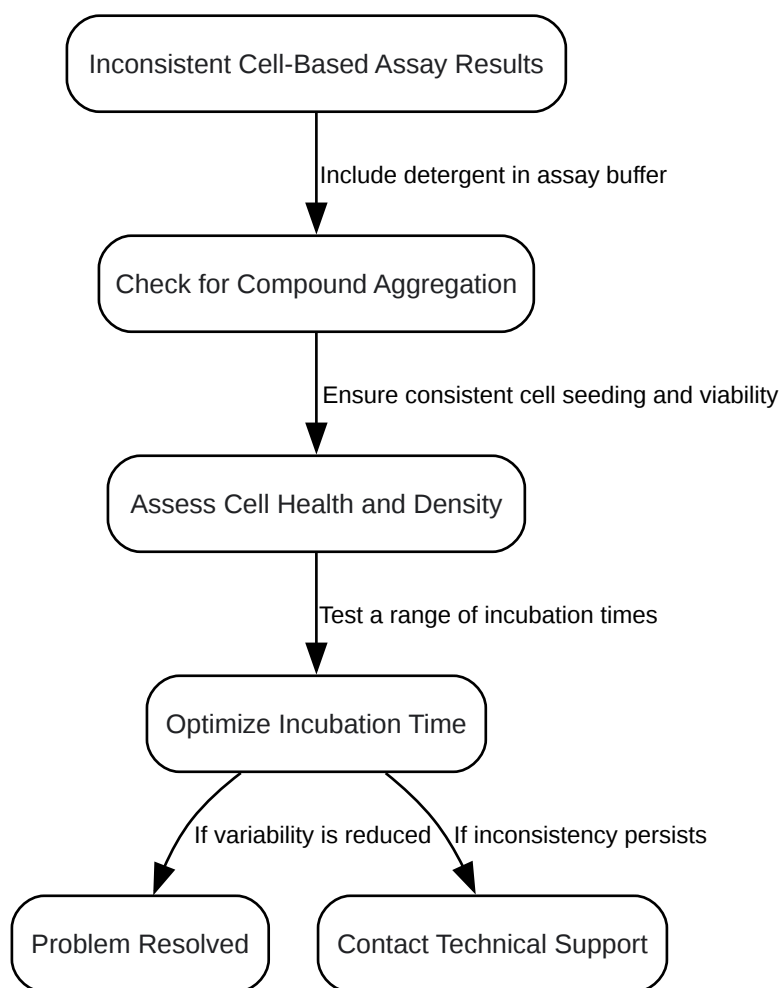 Inconsistent Cell-Based Assay Results
Include detergent in assay buffer
Check for Compound Aggregation
Ensure consistent cell seeding and viability
Assess Cell Health and Density
Test a range of incubation times
Optimize Incubation Time
If variability is reduced
If inconsistency persists
Problem Resolved
Contact Technical Support